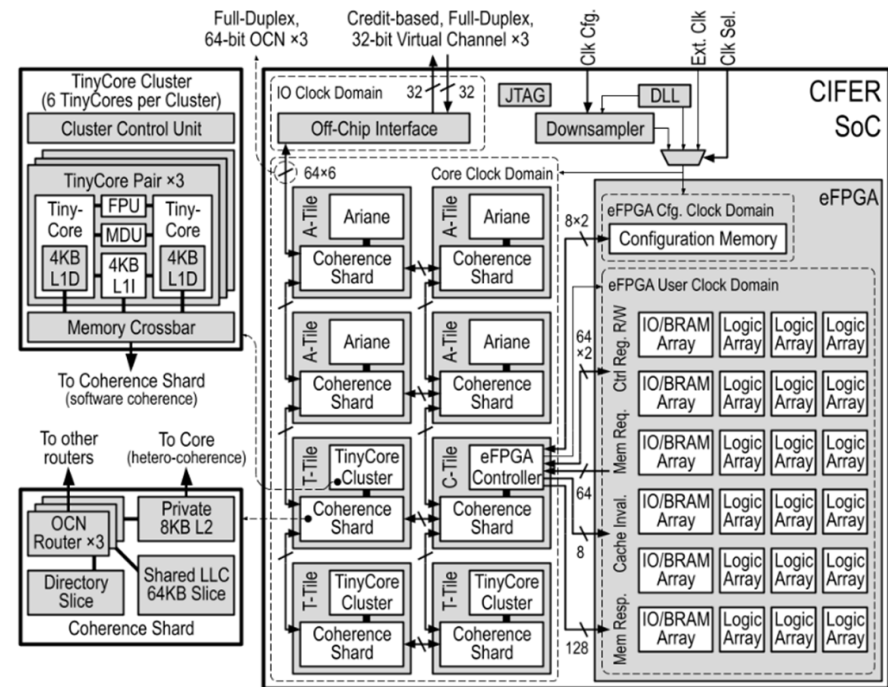 Full-Duplex,
64-bit OCN ×3
Credit-based, Full-Duplex,
32-bit Virtual Channel ×3
Clk Cfg.
Ext. Clk
Clk Sel.
TinyCore Cluster
(6 TinyCores per Cluster)
Cluster Control Unit
TinyCore Pair ×3
Tiny-
Core
FPU
MDU
Tiny-
Core
4KB
L1D
4KB
L1I
4KB
L1D
Memory Crossbar
To Coherence Shard
(software coherence)
To other
routers
To Core
(hetero-coherence)
OCN
Router ×3
Private
8KB L2
Directory
Slice
Shared LLC
64KB Slice
Coherence Shard
CIFER
SoC
IO Clock Domain
32
32
Off-Chip Interface
JTAG
DLL
Downsampler
64×6
Core Clock Domain
A-Tile
Ariane
Coherence
Shard
A-Tile
Ariane
Coherence
Shard
A-Tile
Ariane
Coherence
Shard
A-Tile
Ariane
Coherence
Shard
T-Tile
TinyCore
Cluster
Coherence
Shard
C-Tile
eFPGA
Controller
Coherence
Shard
T-Tile
TinyCore
Cluster
Coherence
Shard
T-Tile
TinyCore
Cluster
Coherence
Shard
8×2
64
×2
64
8
128
eFPGA
eFPGA Cfg. Clock Domain
Configuration Memory
eFPGA User Clock Domain
Ctrl Reg. R/W
Mem Req.
Cache Inval.
Mem Resp.
IO/BRAM
Array
Logic
Array
Logic
Array
Logic
Array
IO/BRAM
Array
Logic
Array
Logic
Array
Logic
Array
IO/BRAM
Array
Logic
Array
Logic
Array
Logic
Array
IO/BRAM
Array
Logic
Array
Logic
Array
Logic
Array
IO/BRAM
Array
Logic
Array
Logic
Array
Logic
Array
IO/BRAM
Array
Logic
Array
Logic
Array
Logic
Array